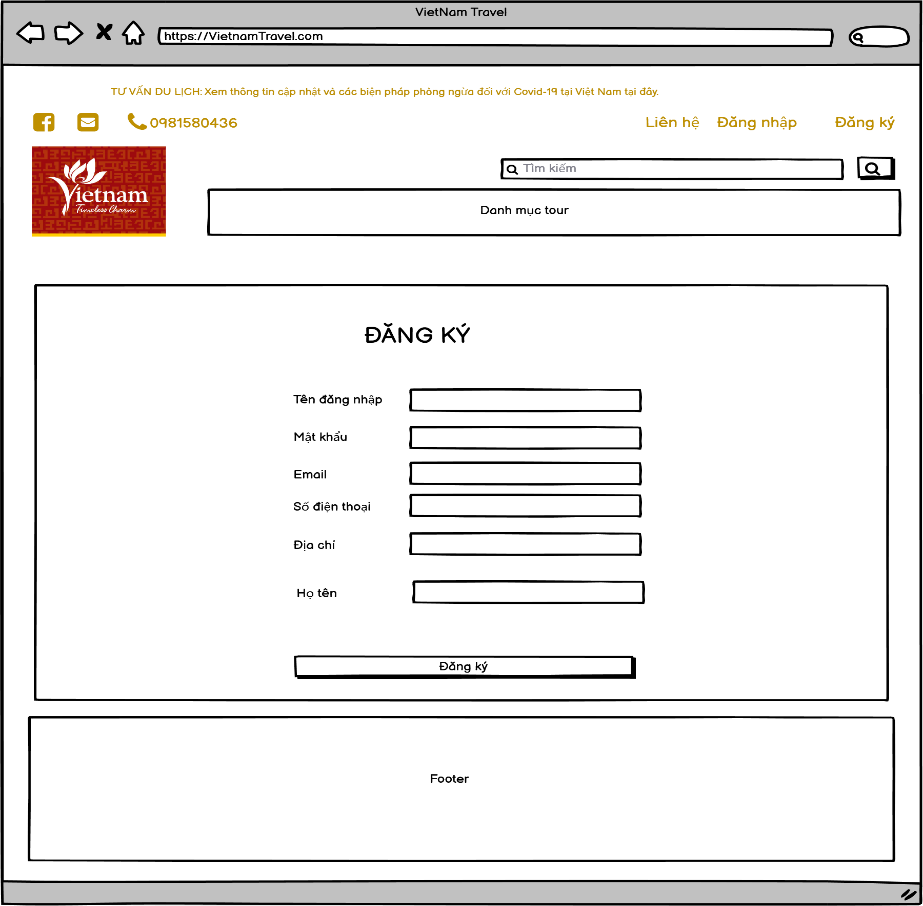 VietNam Travel
https://VietnamTravel.com
TƯ VẤN DU LỊCH: Xem thông tin cập nhật và các biện pháp phòng ngừa đối với Covid-19 tại Việt Nam tại đây.
0981580436
Liên hệ Đăng nhập Đăng ký
Tìm kiếm
Vietnam
Timeless Charm
Danh mục tour
ĐĂNG KÝ
Tên đăng nhập
Mật khẩu
Email
Số điện thoại
Địa chỉ
Họ tên
Đăng ký
Footer